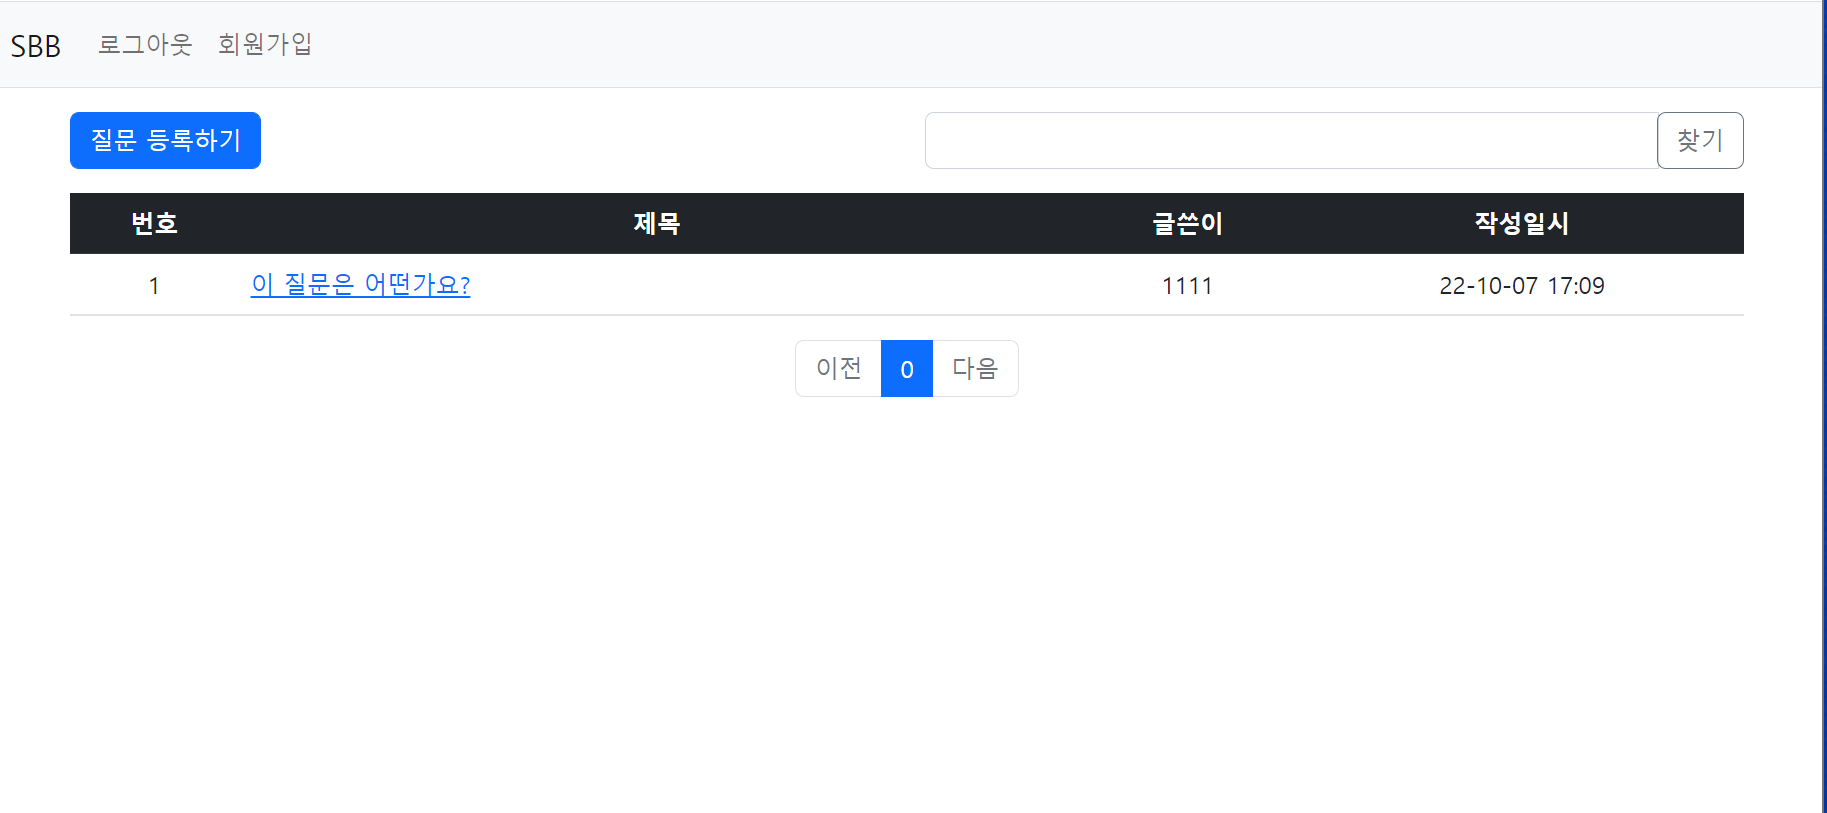 SBB 로그아웃 회원가입
질문 등록하기 찾기
번호 제목 글쓴이 작성일시
1 이 질문은 어떤가요? 1111 22-10-07 17:09
이전 0 다음